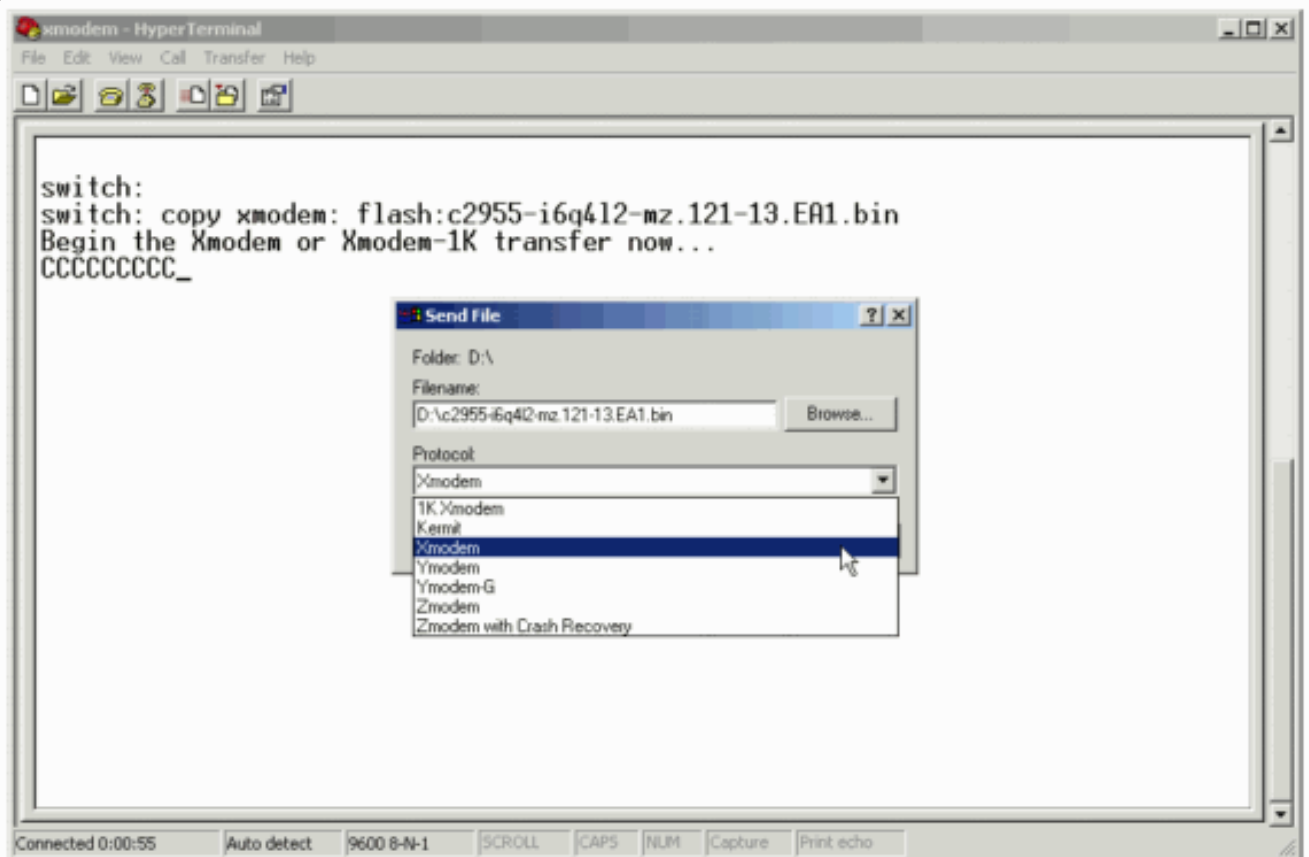 xmodem - HyperTerminal
File Edit View Call Transfer Help
switch:
switch: copy xmodem: flash:c2955-i6q4l2-mz.121-13.EA1.bin
Begin the Xmodem or Xmodem-1K transfer now...
CCCCCCCCC_
Send File
Folder: D:\
Filename:
D:\c2955-i6q4l2-mz.121-13.EA1.bin
Browse...
Protocol:
Xmodem
1K Xmodem
Kermit
Xmodem
Ymodem
Ymodem-G
Zmodem
Zmodem with Crash Recovery
Connected 0:00:55 Auto detect 9600 8-N-1 SCROLL CAPS NUM Capture Print echo